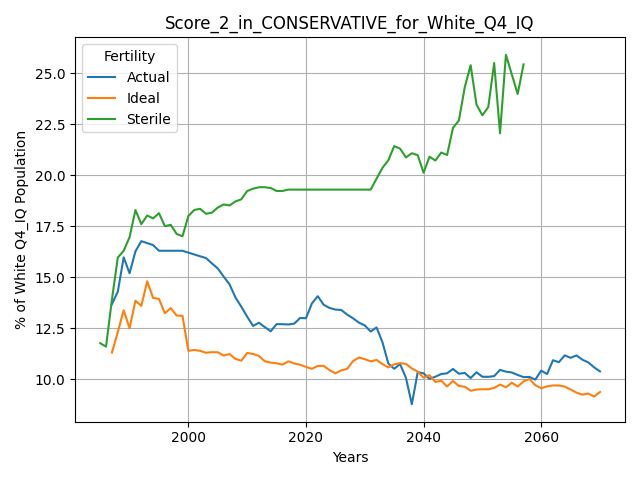 Score_2_in_CONSERVATIVE_for_White_Q4_IQ
Fertility
Actual
Ideal
Sterile
% of White Q4_IQ Population
25.0
22.5
20.0
17.5
15.0
12.5
10.0
2000
2020
2040
2060
Years